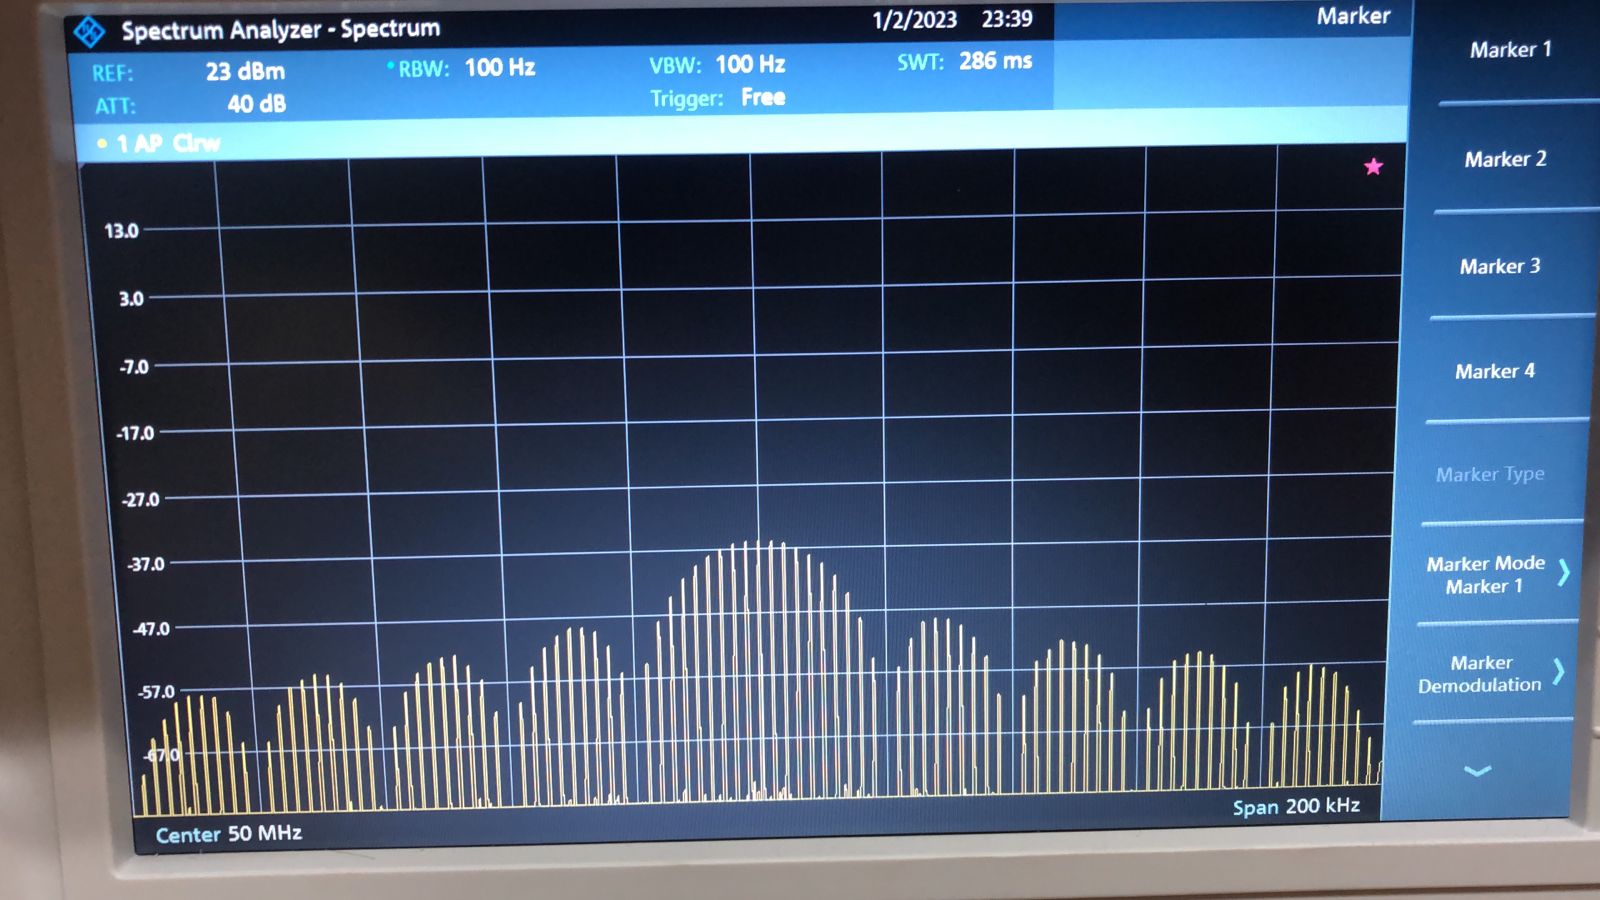 Spectrum Analyzer - Spectrum 1/2/2023 23:39 Marker
REF: 23 dBm RBW: 100 Hz VBW: 100 Hz SWT: 286 ms
ATT: 40 dB Trigger: Free
1 AP Clrw
13.0
3.0
-7.0
-17.0
-27.0
-37.0
-47.0
-57.0
-67.0
Center 50 MHz Span 200 kHz
Marker 1
Marker 2
Marker 3
Marker 4
Marker Type
Marker Mode
Marker 1
Marker
Demodulation